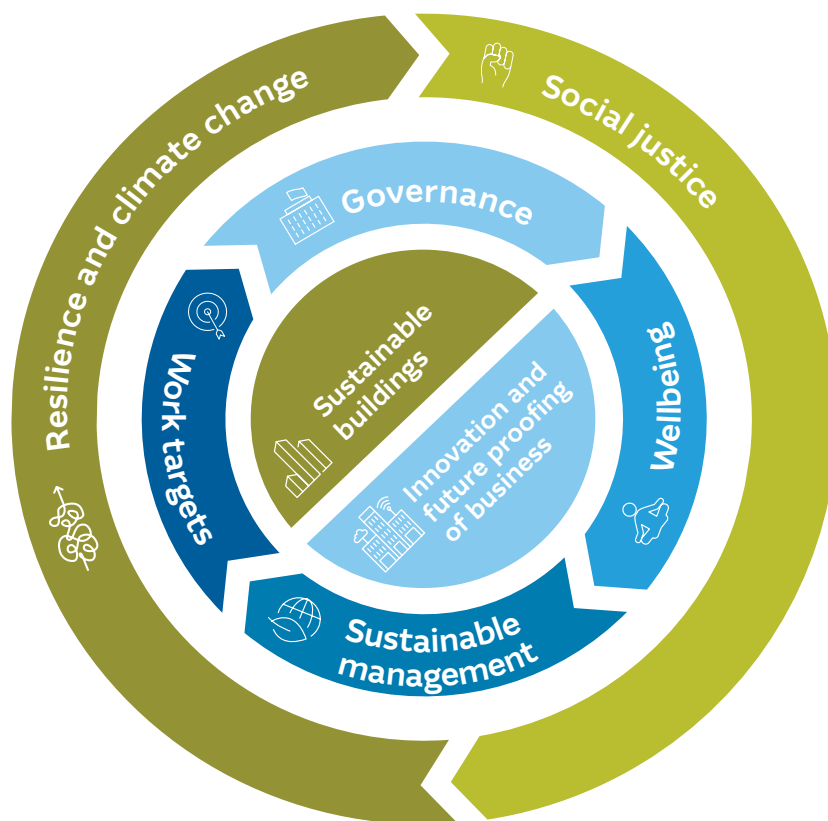 Resilience and climate change
Social justice
Governance
Wellbeing
Sustainable
management
Work targets
Sustainable
buildings
Innovation and
future proofing
of business